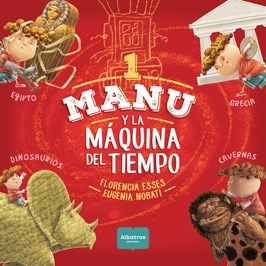 1
MANU
Y LA
MÁQUINA
DEL TIEMPO
EGIPTO
GRECIA
DINOSAURIOS
CAVERNAS
FLORENCIA ESSES
EUGENIA NOBATI
Albatros